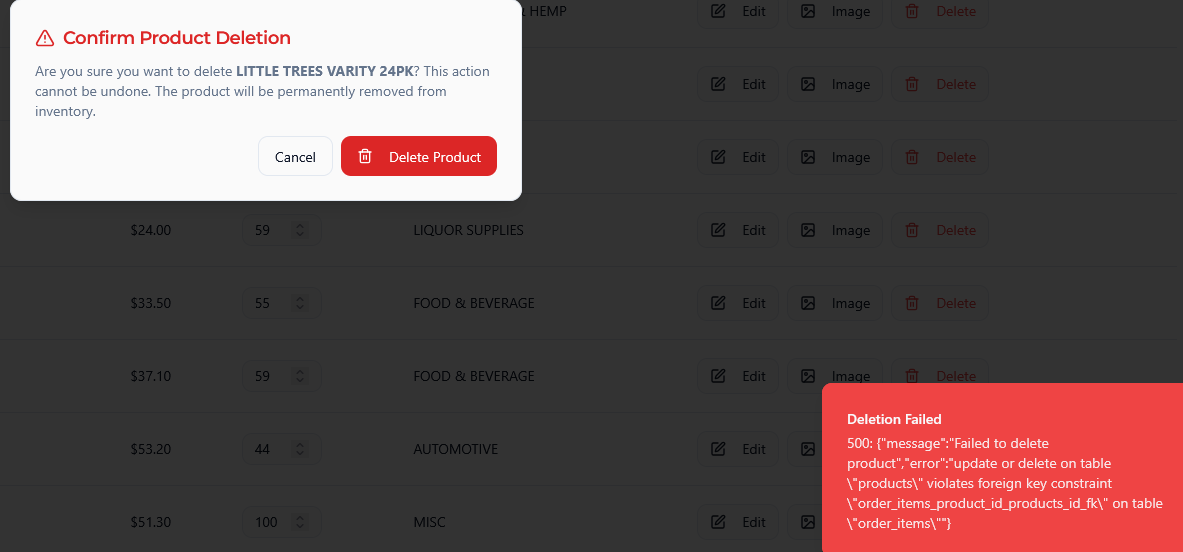 Confirm Product Deletion
Are you sure you want to delete LITTLE TREES VARITY 24PK? This action
cannot be undone. The product will be permanently removed from
inventory.
Cancel Delete Product
& HEMP Edit Image Delete
Edit Image Delete
Edit Image Delete
$24.00 59 LIQUOR SUPPLIES Edit Image Delete
$33.50 55 FOOD & BEVERAGE Edit Image Delete
$37.10 59 FOOD & BEVERAGE Edit Image Delete
$53.20 44 AUTOMOTIVE Edit
$51.30 100 MISC Edit
Deletion Failed
500: {"message":"Failed to delete
product","error":"update or delete on table
\"products\" violates foreign key constraint
\"order_items_product_id_products_id_fk\" on table
\"order_items\""}